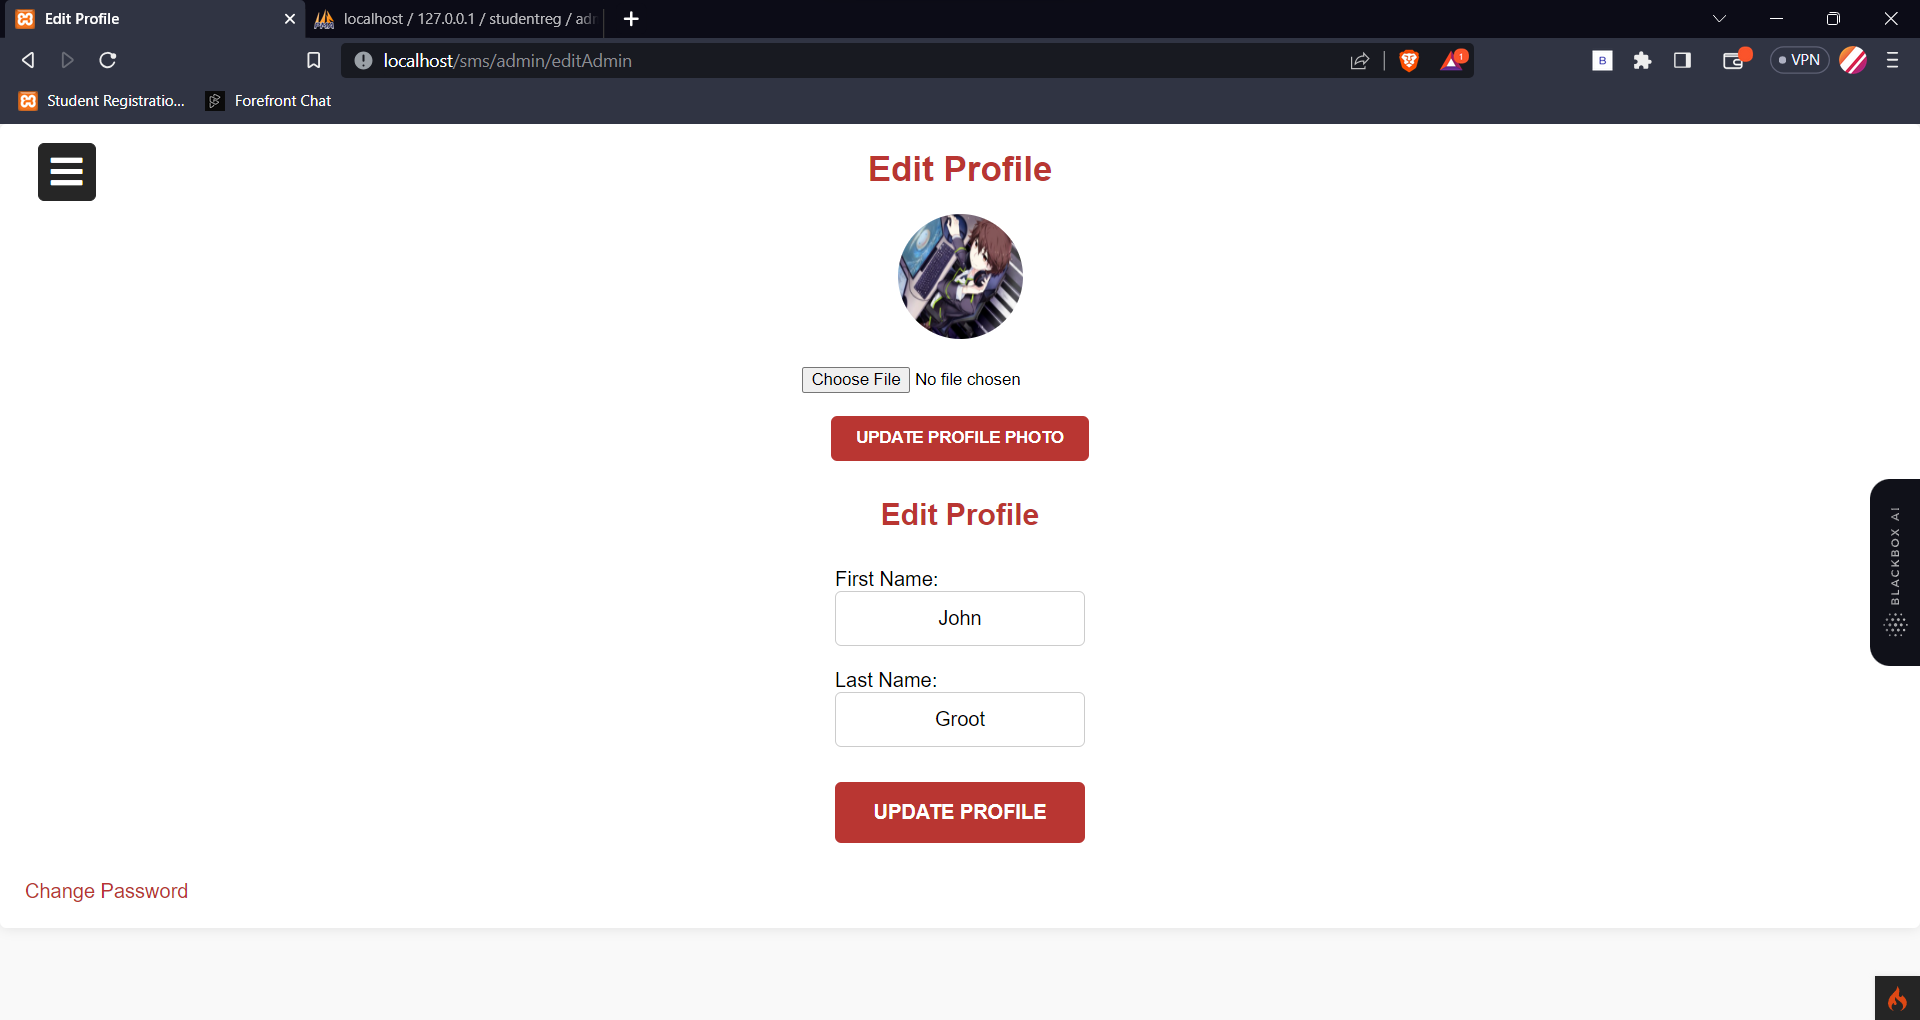 Edit Profile
localhost / 127.0.0.1 / studentreg / adr
localhost/sms/admin/editAdmin
1
B
VPN
Student Registratio...
Forefront Chat
Edit Profile
Choose File No file chosen
UPDATE PROFILE PHOTO
Edit Profile
First Name:
John
Last Name:
Groot
UPDATE PROFILE
Change Password
BLACKBOX AI